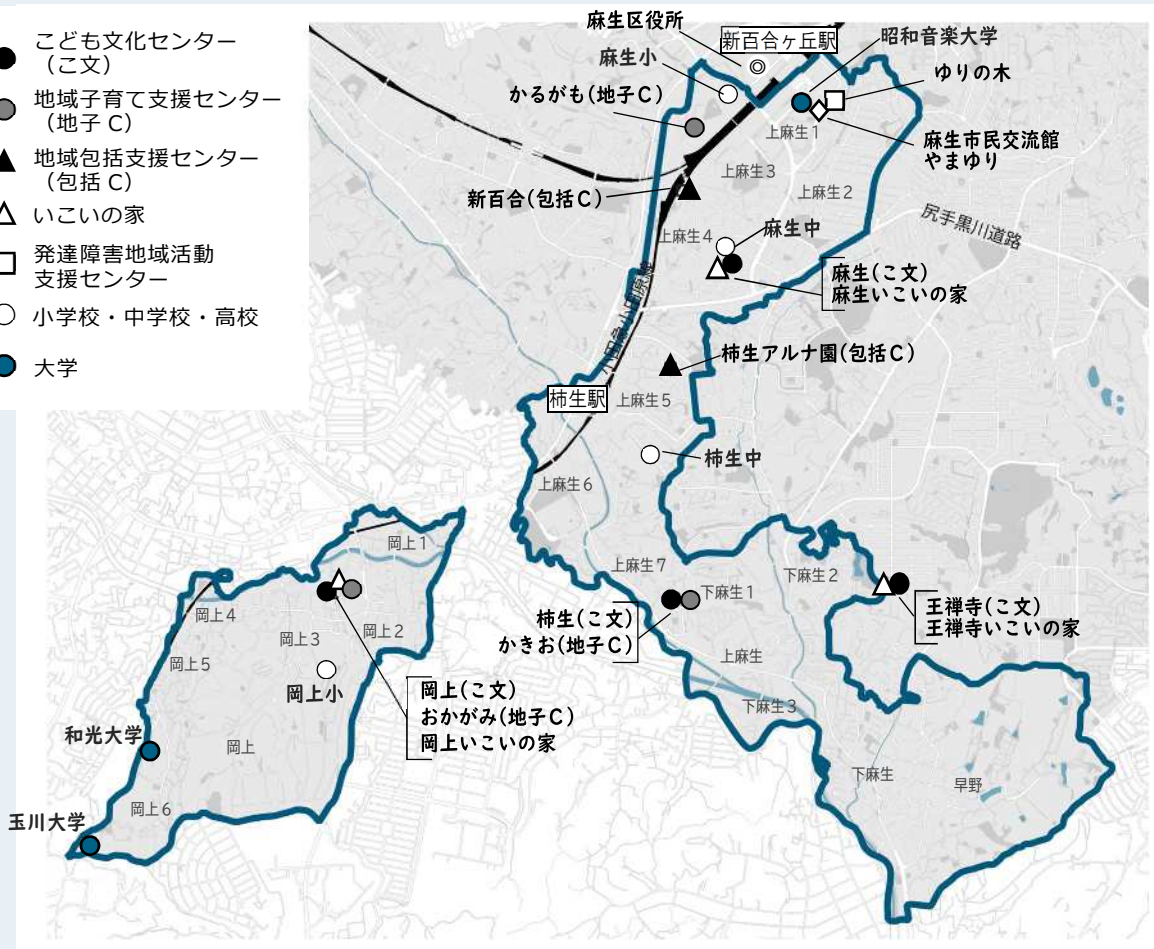 こども文化センター
（こ文）
地域子育て支援センター
（地子 C）
地域包括支援センター
（包括 C）
いこいの家
発達障害地域活動
支援センター
小学校・中学校・高校
大学
麻生区役所
新百合ヶ丘駅
昭和音楽大学
麻生小
ゆりの木
かるがも(地子C)
上麻生1
麻生市民交流館
やまゆり
上麻生3
新百合(包括C)
上麻生2
尻手黒川道路
上麻生4
麻生中
麻生(こ文)
麻生いこいの家
小田急小田原線
柿生アルナ園(包括C)
柿生駅
上麻生5
柿生中
上麻生6
岡上1
上麻生7
下麻生2
下麻生1
岡上4
王禅寺(こ文)
王禅寺いこいの家
柿生(こ文)
かきお(地子C)
岡上3
岡上2
岡上5
上麻生
岡上小
岡上(こ文)
おかがみ(地子C)
岡上いこいの家
下麻生3
和光大学
岡上
下麻生
早野
岡上6
玉川大学